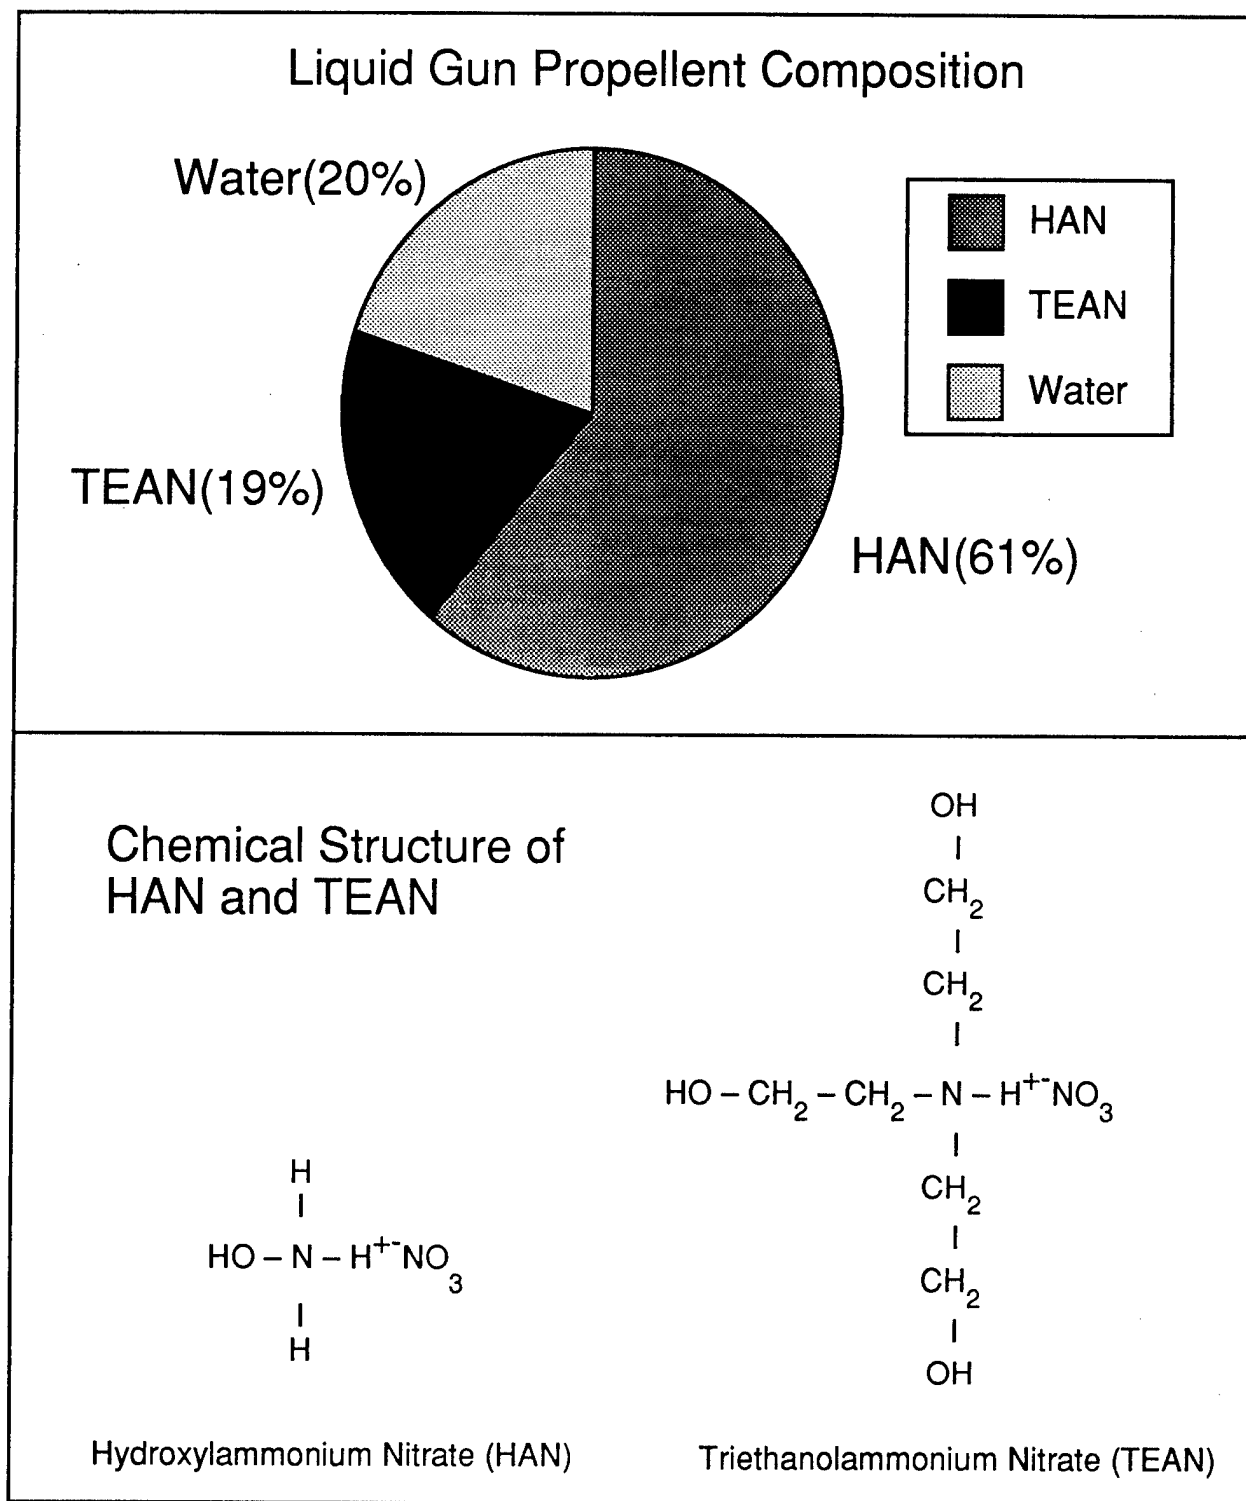 Liquid Gun Propellent Composition
Water(20%)
HAN
TEAN
Water
TEAN(19%)
HAN(61%)
Chemical Structure of
HAN and TEAN
OH
CH2
CH2
HO – CH2 – CH2 – N – H+-NO3
CH2
CH2
OH
H
HO – N – H+-NO3
H
Hydroxylammonium Nitrate (HAN)
Triethanolammonium Nitrate (TEAN)